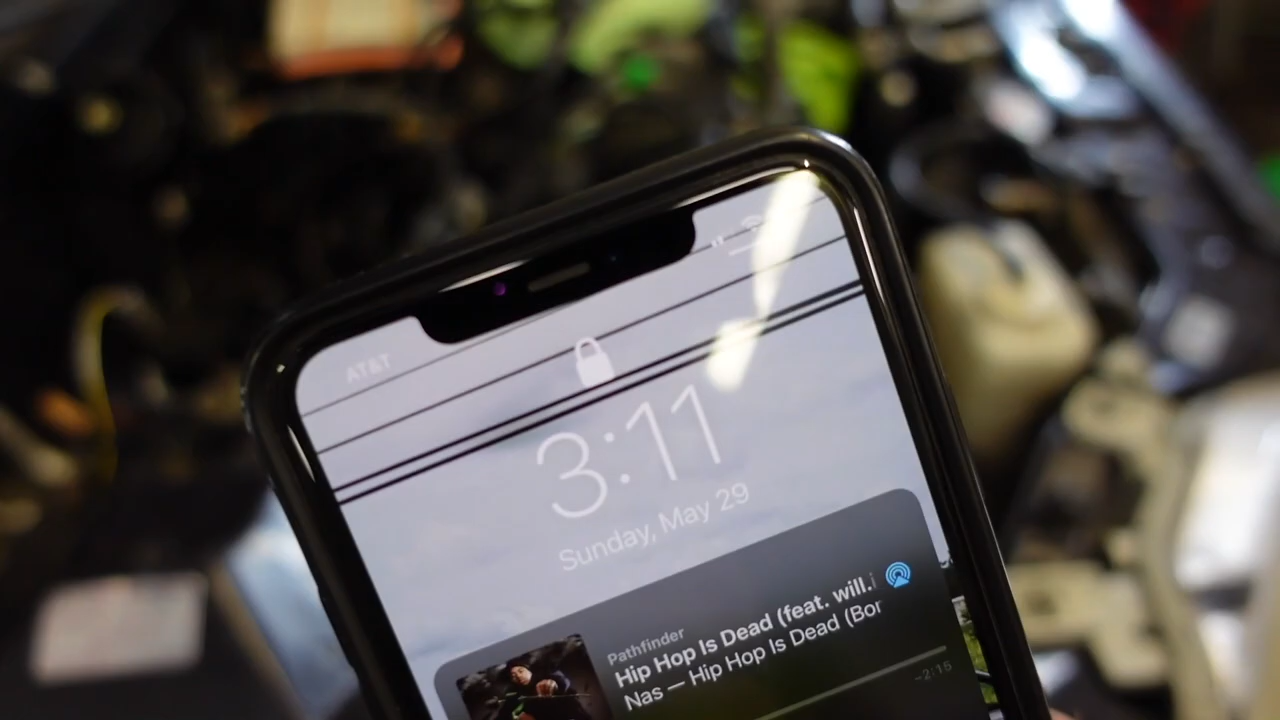 AT&T
3:11
Sunday, May 29
Pathfinder
Hip Hop Is Dead (feat. will.i
Nas — Hip Hop Is Dead (Bor
-2:15